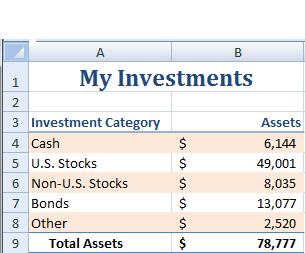 A B
1 My Investments
2
3 Investment Category Assets
4 Cash $ 6,144
5 U.S. Stocks $ 49,001
6 Non-U.S. Stocks $ 8,035
7 Bonds $ 13,077
8 Other $ 2,520
9 Total Assets $ 78,777